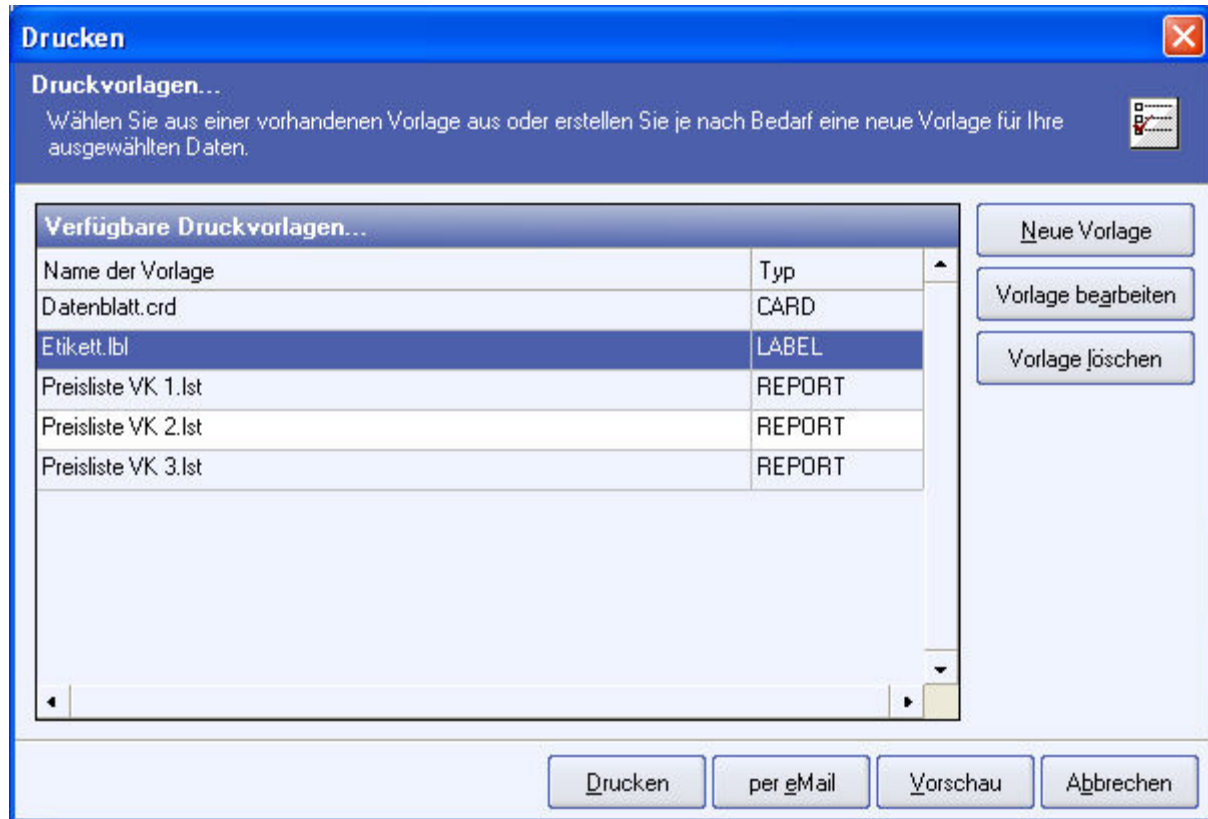 Drucken
Druckvorlagen...
Wählen Sie aus einer vorhandenen Vorlage aus oder erstellen Sie je nach Bedarf eine neue Vorlage für Ihre
ausgewählten Daten.
Verfügbare Druckvorlagen...
Name der Vorlage Typ
Datenblatt.crd CARD
Etikett.lbl LABEL
Preisliste VK 1.lst REPORT
Preisliste VK 2.lst REPORT
Preisliste VK 3.lst REPORT
Neue Vorlage
Vorlage bearbeiten
Vorlage löschen
Drucken per eMail Vorschau Abbrechen